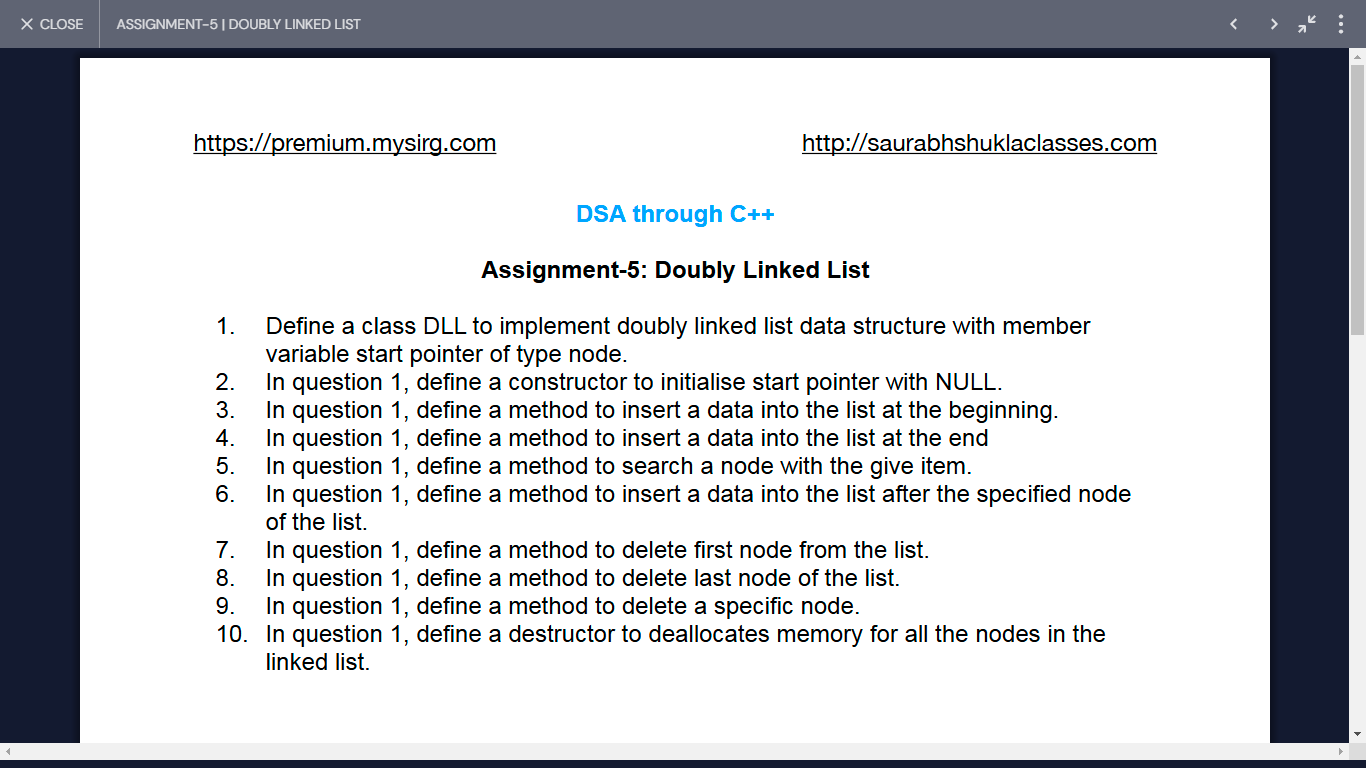 CLOSE
ASSIGNMENT-5 | DOUBLY LINKED LIST
https://premium.mysirg.com
http://saurabhshuklaclasses.com
DSA through C++
Assignment-5: Doubly Linked List
1. Define a class DLL to implement doubly linked list data structure with member
variable start pointer of type node.
2. In question 1, define a constructor to initialise start pointer with NULL.
3. In question 1, define a method to insert a data into the list at the beginning.
4. In question 1, define a method to insert a data into the list at the end
5. In question 1, define a method to search a node with the give item.
6. In question 1, define a method to insert a data into the list after the specified node
of the list.
7. In question 1, define a method to delete first node from the list.
8. In question 1, define a method to delete last node of the list.
9. In question 1, define a method to delete a specific node.
10. In question 1, define a destructor to deallocates memory for all the nodes in the
linked list.